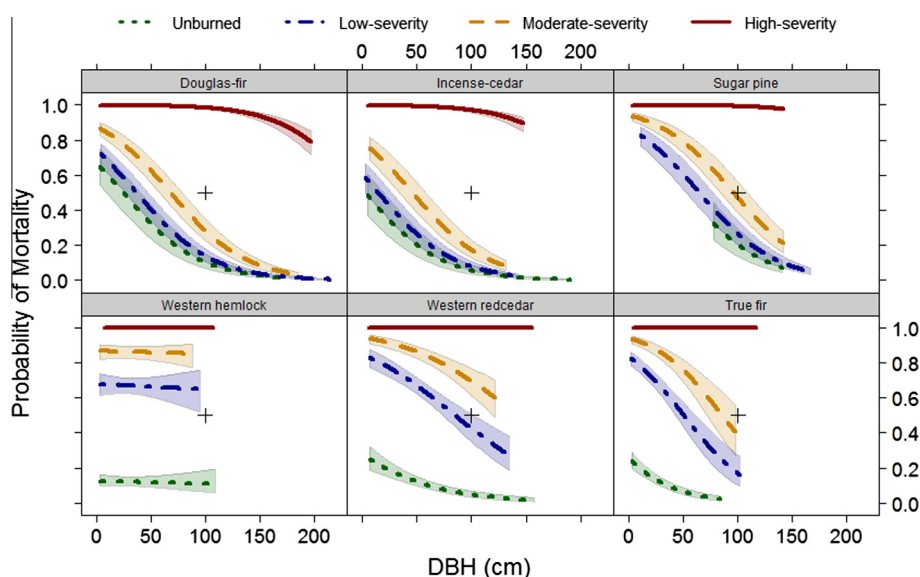 Unburned Low-severity Moderate-severity High-severity
0 50 100 150 200
Douglas-fir Incense-cedar Sugar pine
1.0
0.8
0.6
0.4
0.2
0.0
Western hemlock Western redcedar True fir
1.0
0.8
0.6
0.4
0.2
0.0
Probability of Mortality
0 50 100 150 200 0 50 100 150 200
DBH (cm)